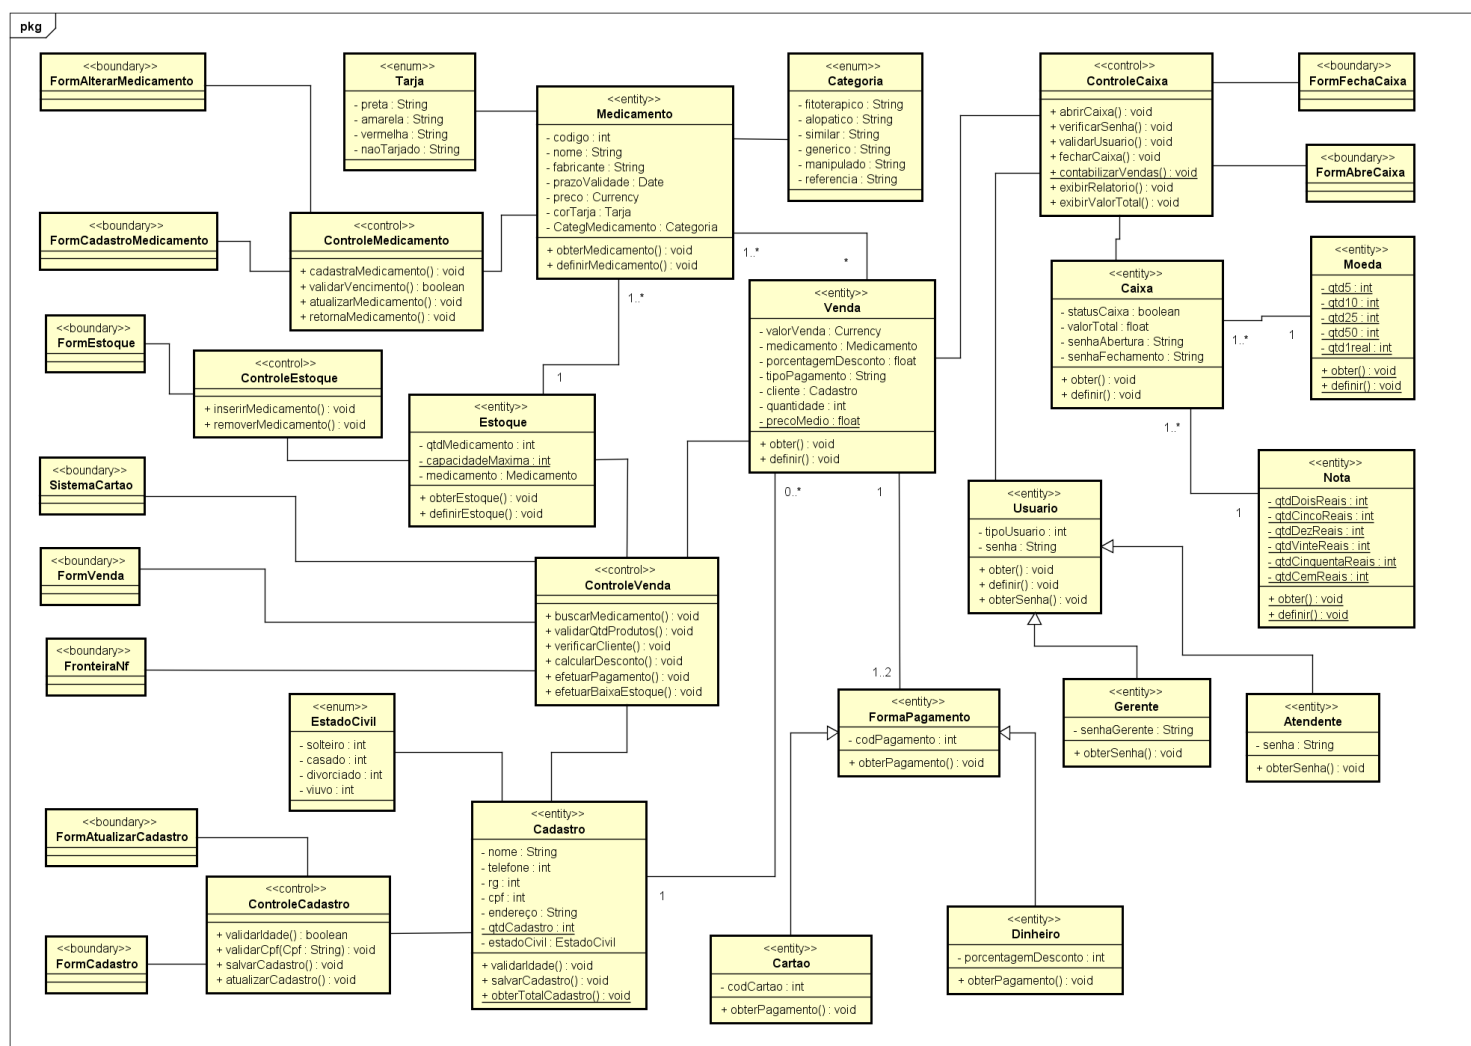 pkg
<<boundary>>
FormAlterarMedicamento
<<enum>>
Tarja
- preta : String
- amarela : String
- vermelha : String
- naoTarjado : String
<<entity>>
Medicamento
- codigo : int
- nome : String
- fabricante : String
- prazoValidade : Date
- preco : Currency
- corTarja : Tarja
- CategMedicamento : Categoria
+ obterMedicamento() : void
+ definirMedicamento() : void
<<enum>>
Categoria
- fitoterapico : String
- alopatico : String
- similar : String
- generico : String
- manipulado : String
- referencia : String
<<control>>
ControleCaixa
+ abrirCaixa() : void
+ verificarSenha() : void
+ validarUsuario() : void
+ fecharCaixa() : void
+ contabilizarVendas() : void
+ exibirRelatorio() : void
+ exibirValorTotal() : void
<<boundary>>
FormFechaCaixa
<<boundary>>
FormAbreCaixa
<<boundary>>
FormCadastroMedicamento
<<control>>
ControleMedicamento
+ cadastraMedicamento() : void
+ validarVencimento() : boolean
+ atualizarMedicamento() : void
+ retornaMedicamento() : void
1..*
*
1..*
<<entity>>
Venda
- valorVenda : Currency
- medicamento : Medicamento
- porcentagemDesconto : float
- tipoPagamento : String
- cliente : Cadastro
- quantidade : int
- precoMedio : float
+ obter() : void
+ definir() : void
<<entity>>
Caixa
- statusCaixa : boolean
- valorTotal : float
- senhaAbertura : String
- senhaFechamento : String
+ obter() : void
+ definir() : void
1..*
1
<<entity>>
Moeda
- qtd5 : int
- qtd10 : int
- qtd25 : int
- qtd50 : int
- qtd1real : int
+ obter() : void
+ definir() : void
<<boundary>>
FormEstoque
<<control>>
ControleEstoque
+ inserirMedicamento() : void
+ removerMedicamento() : void
1
<<entity>>
Estoque
- qtdMedicamento : int
- capacidadeMaxima : int
- medicamento : Medicamento
+ obterEstoque() : void
+ definirEstoque() : void
1..*
1
<<entity>>
Nota
- qtdDoisReais : int
- qtdCincoReais : int
- qtdDezReais : int
- qtdVinteReais : int
- qtdCinquentaReais : int
- qtdCemReais : int
+ obter() : void
+ definir() : void
<<boundary>>
SistemaCartao
0..*
1
<<entity>>
Usuario
- tipoUsuario : int
- senha : String
+ obter() : void
+ definir() : void
+ obterSenha() : void
<<boundary>>
FormVenda
<<control>>
ControleVenda
+ buscarMedicamento() : void
+ validarQtdProdutos() : void
+ verificarCliente() : void
+ calcularDesconto() : void
+ efetuarPagamento() : void
+ efetuarBaixaEstoque() : void
<<boundary>>
FronteiraNf
1..2
<<entity>>
FormaPagamento
- codPagamento : int
+ obterPagamento() : void
<<entity>>
Gerente
- senhaGerente : String
+ obterSenha() : void
<<entity>>
Atendente
- senha : String
+ obterSenha() : void
<<enum>>
EstadoCivil
- solteiro : int
- casado : int
- divorciado : int
- viuvo : int
<<boundary>>
FormAtualizarCadastro
<<entity>>
Cadastro
- nome : String
- telefone : int
- rg : int
- cpf : int
- endereço : String
- qtdCadastro : int
- estadoCivil : EstadoCivil
+ validarIdade() : void
+ salvarCadastro() : void
+ obterTotalCadastro() : void
1
<<control>>
ControleCadastro
+ validarIdade() : boolean
+ validarCpf(Cpf : String) : void
+ salvarCadastro() : void
+ atualizarCadastro() : void
<<boundary>>
FormCadastro
<<entity>>
Cartao
- codCartao : int
+ obterPagamento() : void
<<entity>>
Dinheiro
- porcentagemDesconto : int
+ obterPagamento() : void